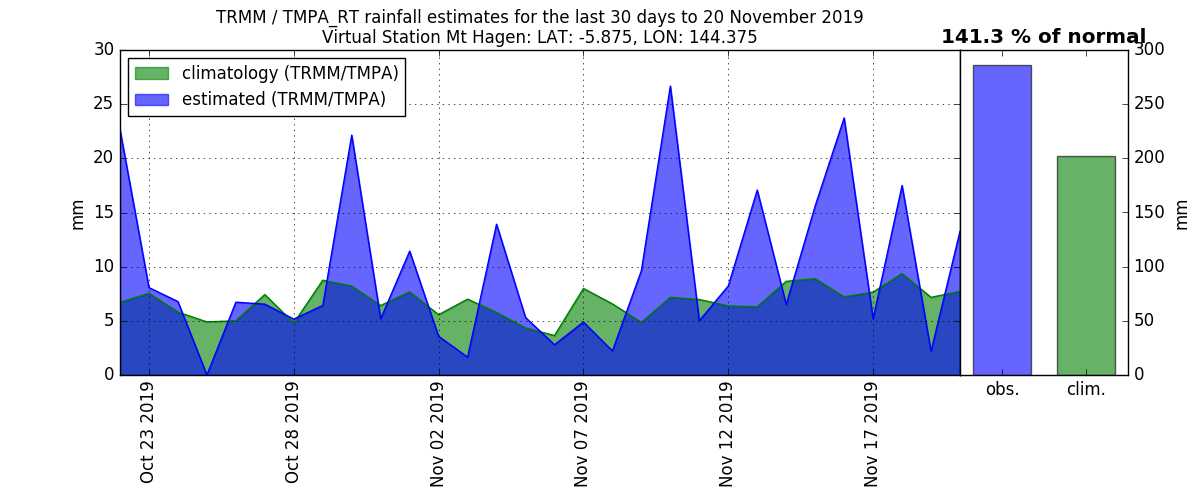 TRMM / TMPA_RT rainfall estimates for the last 30 days to 20 November 2019
Virtual Station Mt Hagen: LAT: -5.875, LON: 144.375
141.3 % of normal
climatology (TRMM/TMPA)
estimated (TRMM/TMPA)
30
25
20
15
10
5
0
mm
300
250
200
150
100
50
0
mm
Oct 23 2019
Oct 28 2019
Nov 02 2019
Nov 07 2019
Nov 12 2019
Nov 17 2019
obs.
clim.